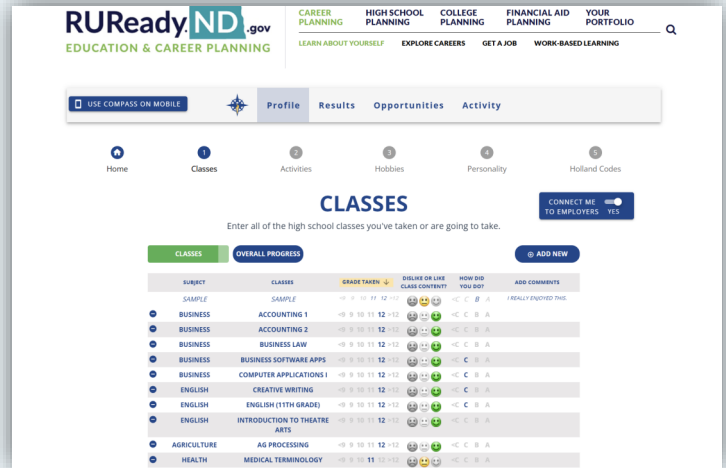 RUReady.ND.gov
EDUCATION & CAREER PLANNING
CAREER PLANNING
HIGH SCHOOL PLANNING
COLLEGE PLANNING
FINANCIAL AID PLANNING
YOUR PORTFOLIO
LEARN ABOUT YOURSELF EXPLORE CAREERS GET A JOB WORK-BASED LEARNING
USE COMPASS ON MOBILE
Profile Results Opportunities Activity
1 2 3 4 5
Home Classes Activities Hobbies Personality Holland Codes
CLASSES
CONNECT ME TO EMPLOYERS YES
Enter all of the high school classes you've taken or are going to take.
CLASSES OVERALL PROGRESS ADD NEW
SUBJECT CLASSES GRADE TAKEN DISLIKE OR LIKE CLASS CONTENT? HOW DID YOU DO? ADD COMMENTS
SAMPLE SAMPLE <9 9 10 11 12 >12 <C C B A I REALLY ENJOYED THIS.
BUSINESS ACCOUNTING 1 <9 9 10 11 12 >12 <C C B A
BUSINESS ACCOUNTING 2 <9 9 10 11 12 >12 <C C B A
BUSINESS BUSINESS LAW <9 9 10 11 12 >12 <C C B A
BUSINESS BUSINESS SOFTWARE APPS <9 9 10 11 12 >12 <C C B A
BUSINESS COMPUTER APPLICATIONS I <9 9 10 11 12 >12 <C C B A
ENGLISH CREATIVE WRITING <9 9 10 11 12 >12 <C C B A
ENGLISH ENGLISH (11TH GRADE) <9 9 10 11 12 >12 <C C B A
ENGLISH INTRODUCTION TO THEATRE ARTS <9 9 10 11 12 >12 <C C B A
AGRICULTURE AG PROCESSING <9 9 10 11 12 >12 <C C B A
HEALTH MEDICAL TERMINOLOGY <9 9 10 11 12 >12 <C C B A